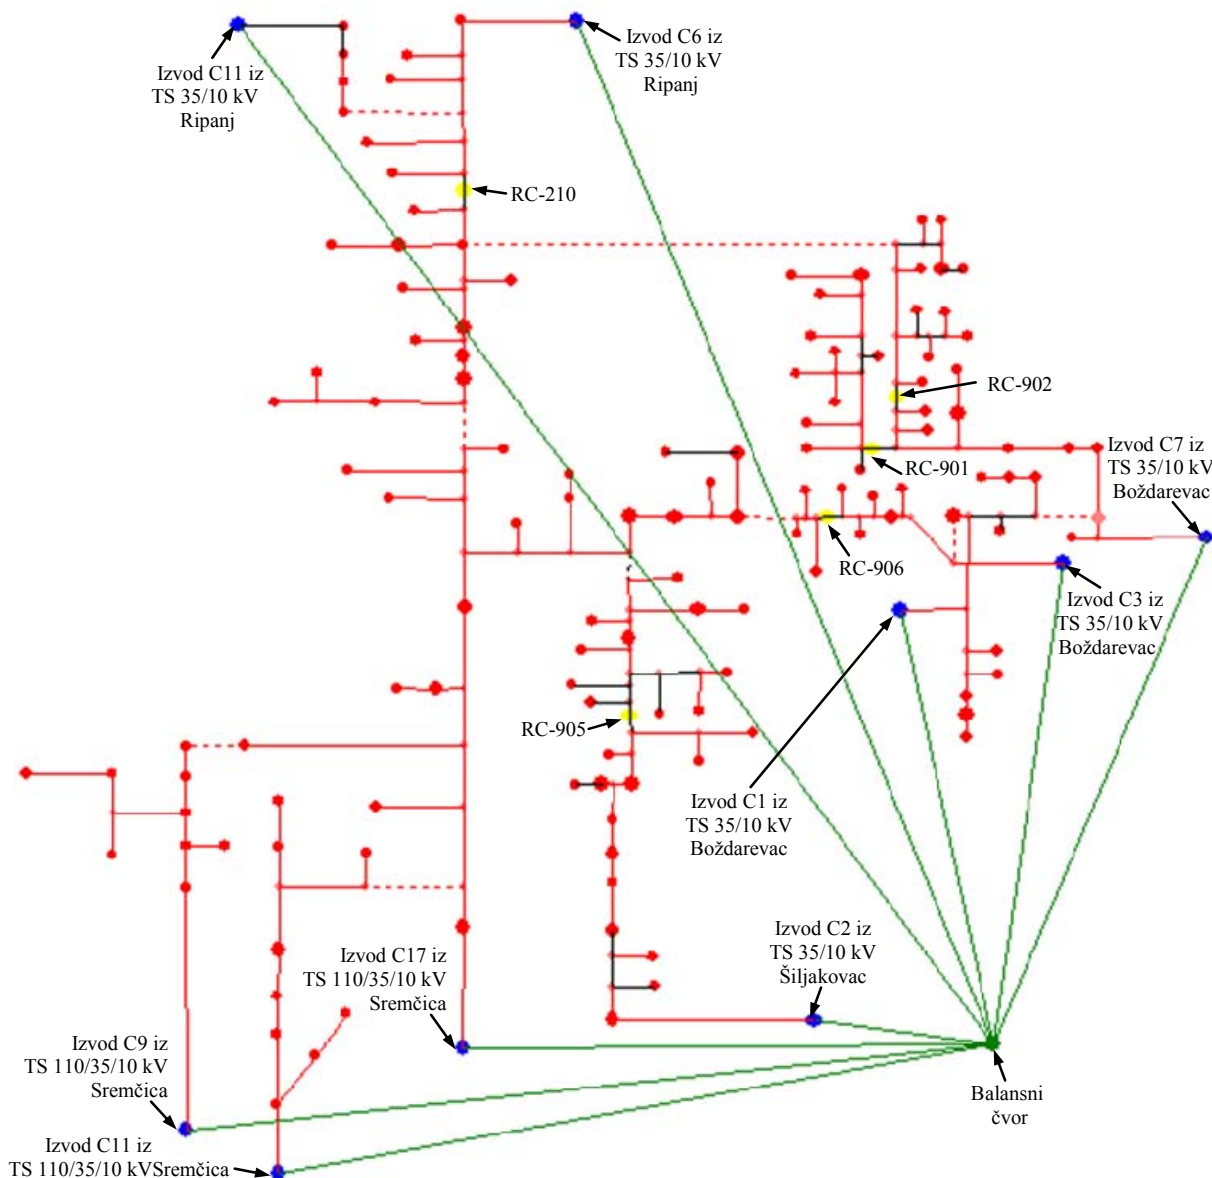 Izvod C11 iz
TS 35/10 kV
Ripanj
Izvod C6 iz
TS 35/10 kV
Ripanj
RC-210
RC-902
RC-901
Izvod C7 iz
TS 35/10 kV
Boždarevac
RC-906
Izvod C3 iz
TS 35/10 kV
Boždarevac
RC-905
Izvod C1 iz
TS 35/10 kV
Boždarevac
Izvod C2 iz
TS 35/10 kV
Šiljakovac
Izvod C17 iz
TS 110/35/10 kV
Sremčica
Izvod C9 iz
TS 110/35/10 kV
Sremčica
Balansni
čvor
Izvod C11 iz
TS 110/35/10 kVSremčica